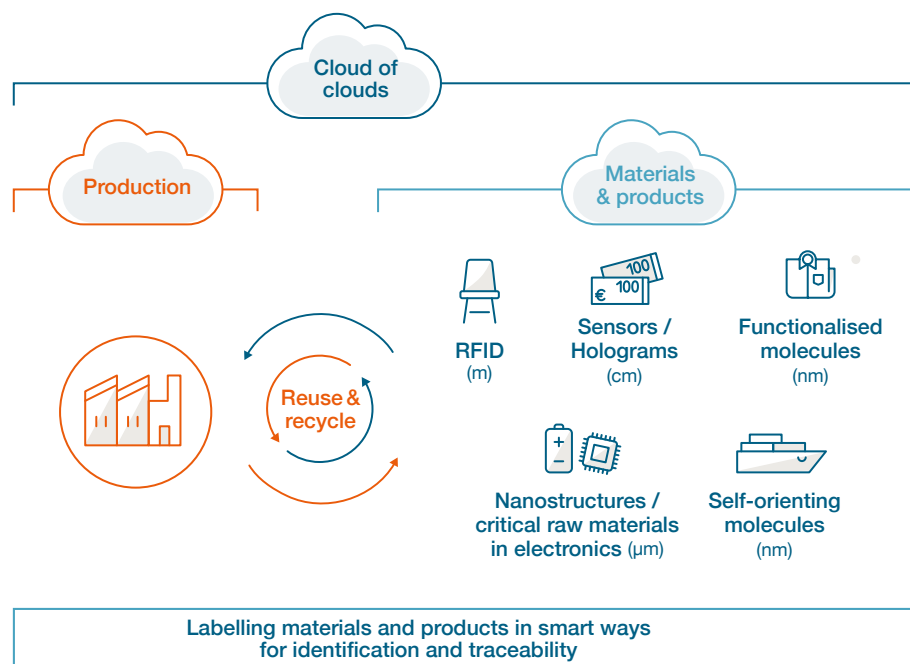 Cloud of
clouds
Production
Materials
& products
RFID
(m)
100
€ 100
Sensors /
Holograms
(cm)
Functionalised
molecules
(nm)
Reuse &
recycle
+
−
Nanostructures /
critical raw materials
in electronics (µm)
Self-orienting
molecules
(nm)
Labelling materials and products in smart ways
for identification and traceability